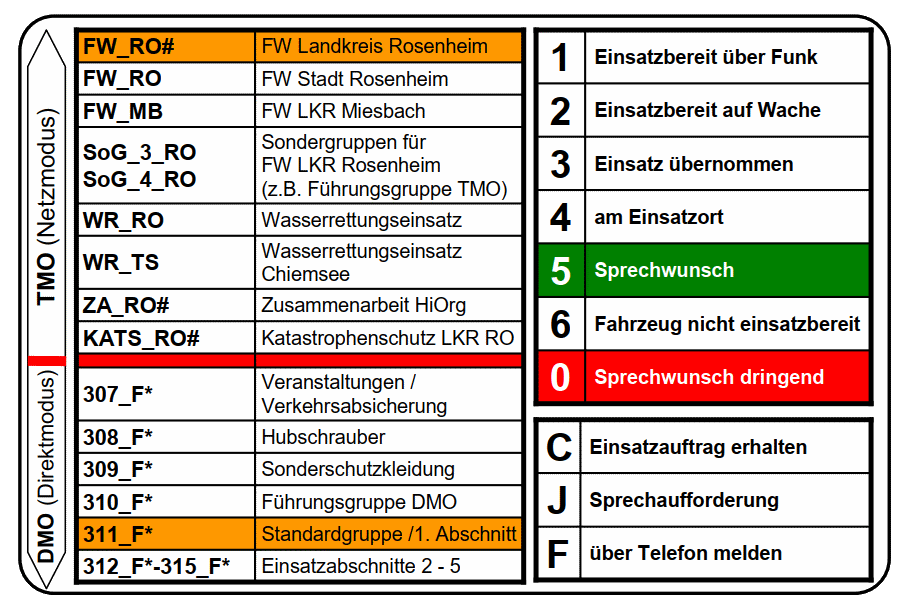 TMO (Netzmodus)
FW_RO# FW Landkreis Rosenheim
FW_RO FW Stadt Rosenheim
FW_MB FW LKR Miesbach
SoG_3_RO
SoG_4_RO
Sondergruppen für
FW LKR Rosenheim
(z.B. Führungsgruppe TMO)
WR_RO Wasserrettungseinsatz
WR_TS
Wasserrettungseinsatz
Chiemsee
ZA_RO# Zusammenarbeit HiOrg
KATS_RO# Katastrophenschutz LKR RO
DMO (Direktmodus)
307_F*
Veranstaltungen /
Verkehrsabsicherung
308_F* Hubschrauber
309_F* Sonderschutzkleidung
310_F* Führungsgruppe DMO
311_F* Standardgruppe /1. Abschnitt
312_F*-315_F* Einsatzabschnitte 2 - 5
1 Einsatzbereit über Funk
2 Einsatzbereit auf Wache
3 Einsatz übernommen
4 am Einsatzort
5 Sprechwunsch
6 Fahrzeug nicht einsatzbereit
0 Sprechwunsch dringend
C Einsatzauftrag erhalten
J Sprechaufforderung
F über Telefon melden